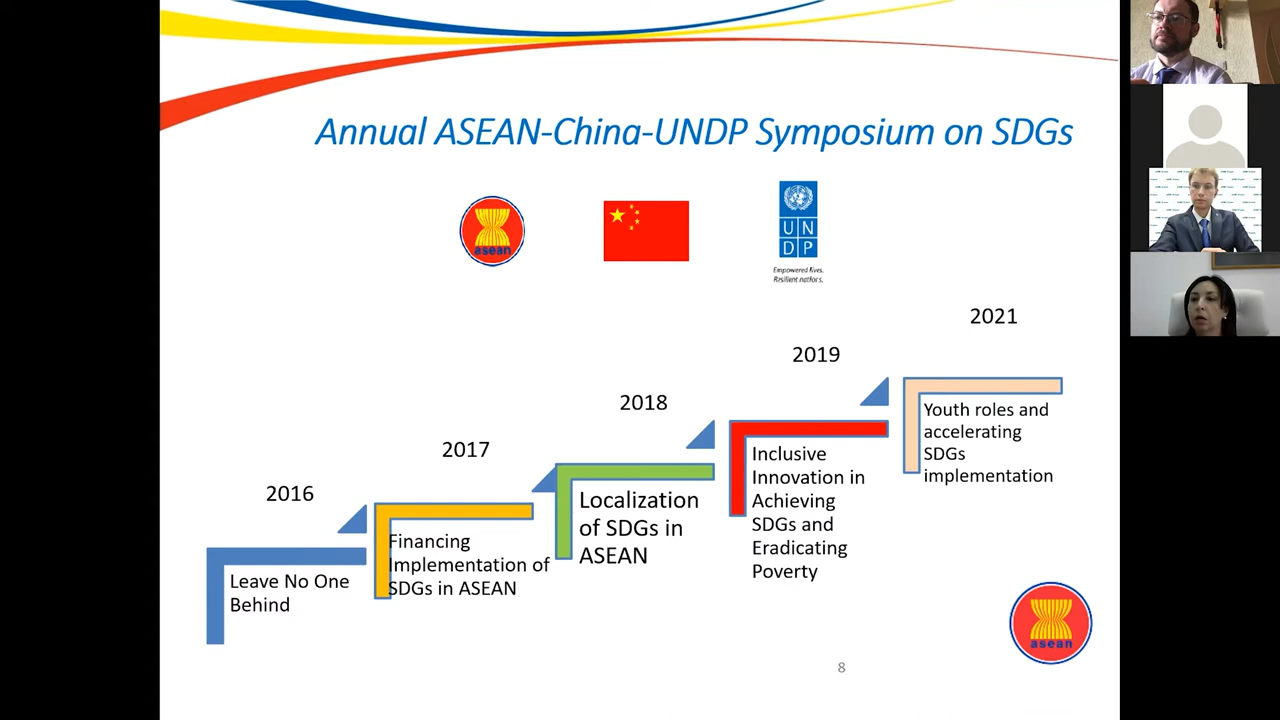 Annual ASEAN-China-UNDP Symposium on SDGs
asean
U N
D P
Empowered lives.
Resilient nations.
2016
Leave No One
Behind
2017
Financing
Implementation of
SDGs in ASEAN
2018
Localization
of SDGs in
ASEAN
2019
Inclusive
Innovation in
Achieving
SDGs and
Eradicating
Poverty
2021
Youth roles and
accelerating
SDGs
implementation
asean
8